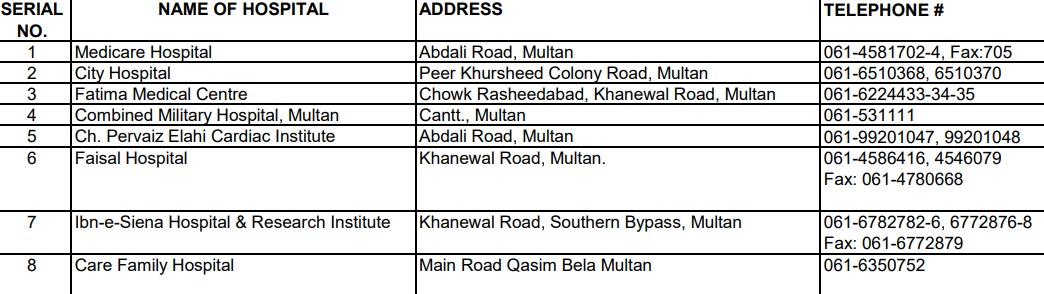 SERIAL NO. NAME OF HOSPITAL ADDRESS TELEPHONE #
1 Medicare Hospital Abdali Road, Multan 061-4581702-4, Fax:705
2 City Hospital Peer Khursheed Colony Road, Multan 061-6510368, 6510370
3 Fatima Medical Centre Chowk Rasheedabad, Khanewal Road, Multan 061-6224433-34-35
4 Combined Military Hospital, Multan Cantt., Multan 061-531111
5 Ch. Pervaiz Elahi Cardiac Institute Abdali Road, Multan 061-99201047, 99201048
6 Faisal Hospital Khanewal Road, Multan. 061-4586416, 4546079
Fax: 061-4780668
7 Ibn-e-Siena Hospital & Research Institute Khanewal Road, Southern Bypass, Multan 061-6782782-6, 6772876-8
Fax: 061-6772879
8 Care Family Hospital Main Road Qasim Bela Multan 061-6350752